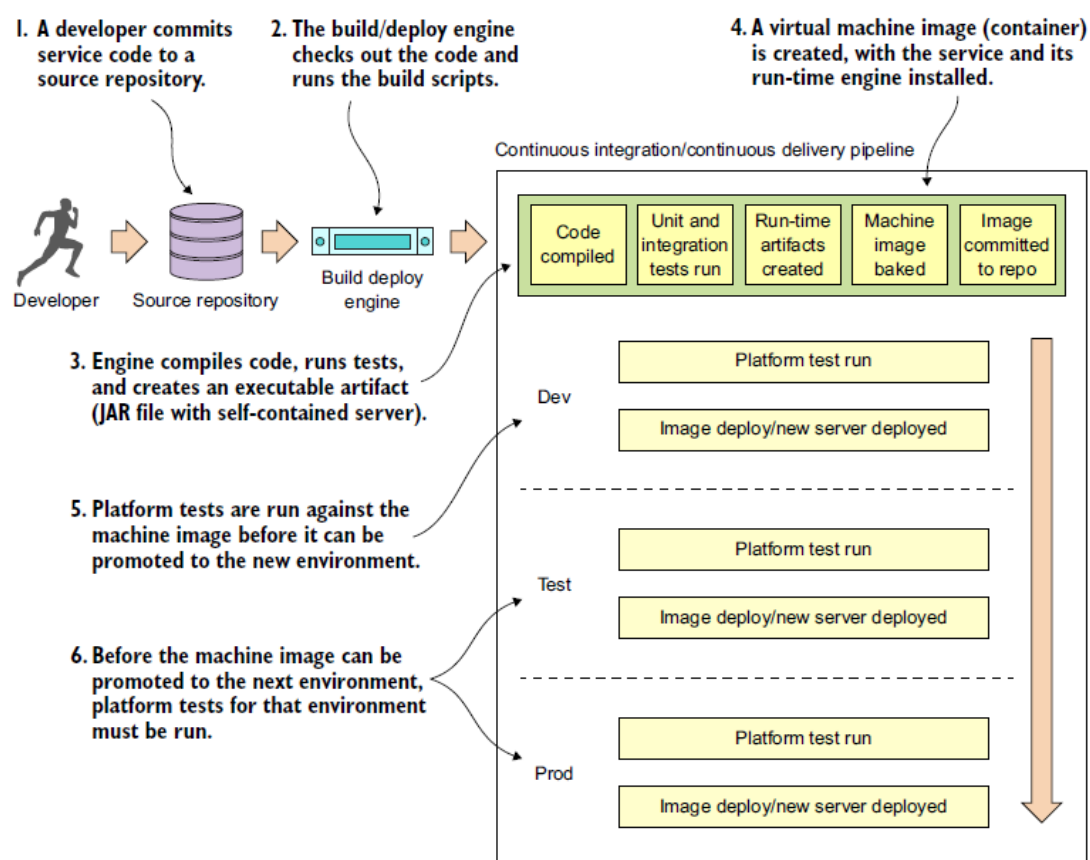 1. A developer commits
service code to a
source repository.
2. The build/deploy engine
checks out the code and
runs the build scripts.
4. A virtual machine image (container)
is created, with the service and its
run-time engine installed.
Continuous integration/continuous delivery pipeline
Code
compiled
Unit and
integration
tests run
Run-time
artifacts
created
Machine
image
baked
Image
committed
to repo
Developer
Source repository
Build deploy
engine
3. Engine compiles code, runs tests,
and creates an executable artifact
(JAR file with self-contained server).
Dev
Platform test run
Image deploy/new server deployed
5. Platform tests are run against the
machine image before it can be
promoted to the new environment.
Test
Platform test run
Image deploy/new server deployed
6. Before the machine image can be
promoted to the next environment,
platform tests for that environment
must be run.
Prod
Platform test run
Image deploy/new server deployed